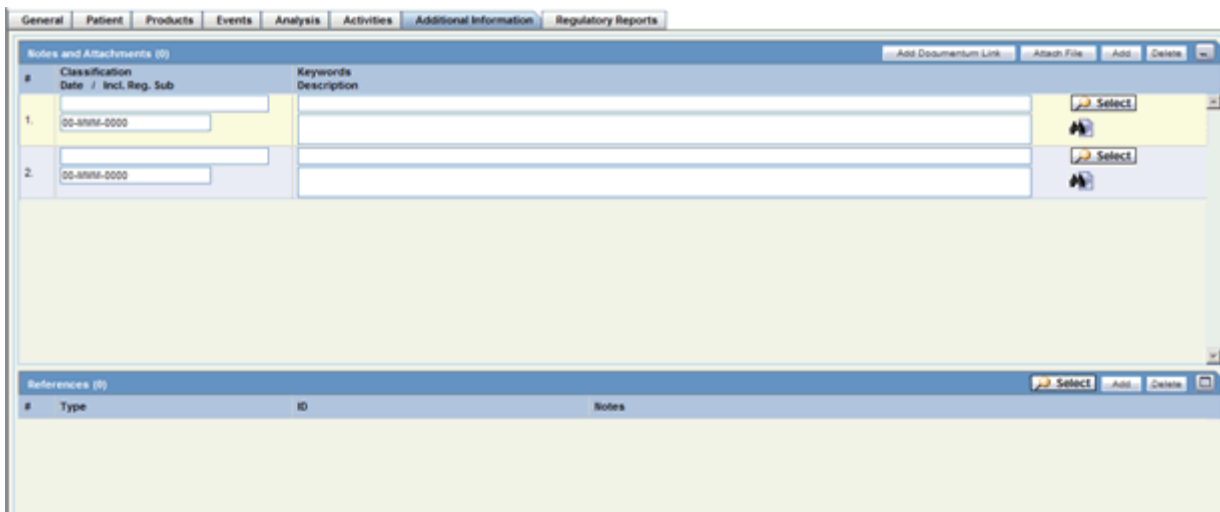 General Patient Products Events Analysis Activities Additional Information Regulatory Reports
Notes and Attachments (0) Add Documentum Link Attach File Add Delete
# Classification Keywords
Date / Incl. Reg. Sub Description
Select
1. 00-MMM-0000
Select
2. 00-MMM-0000
References (0) Select Add Delete
# Type ID Notes